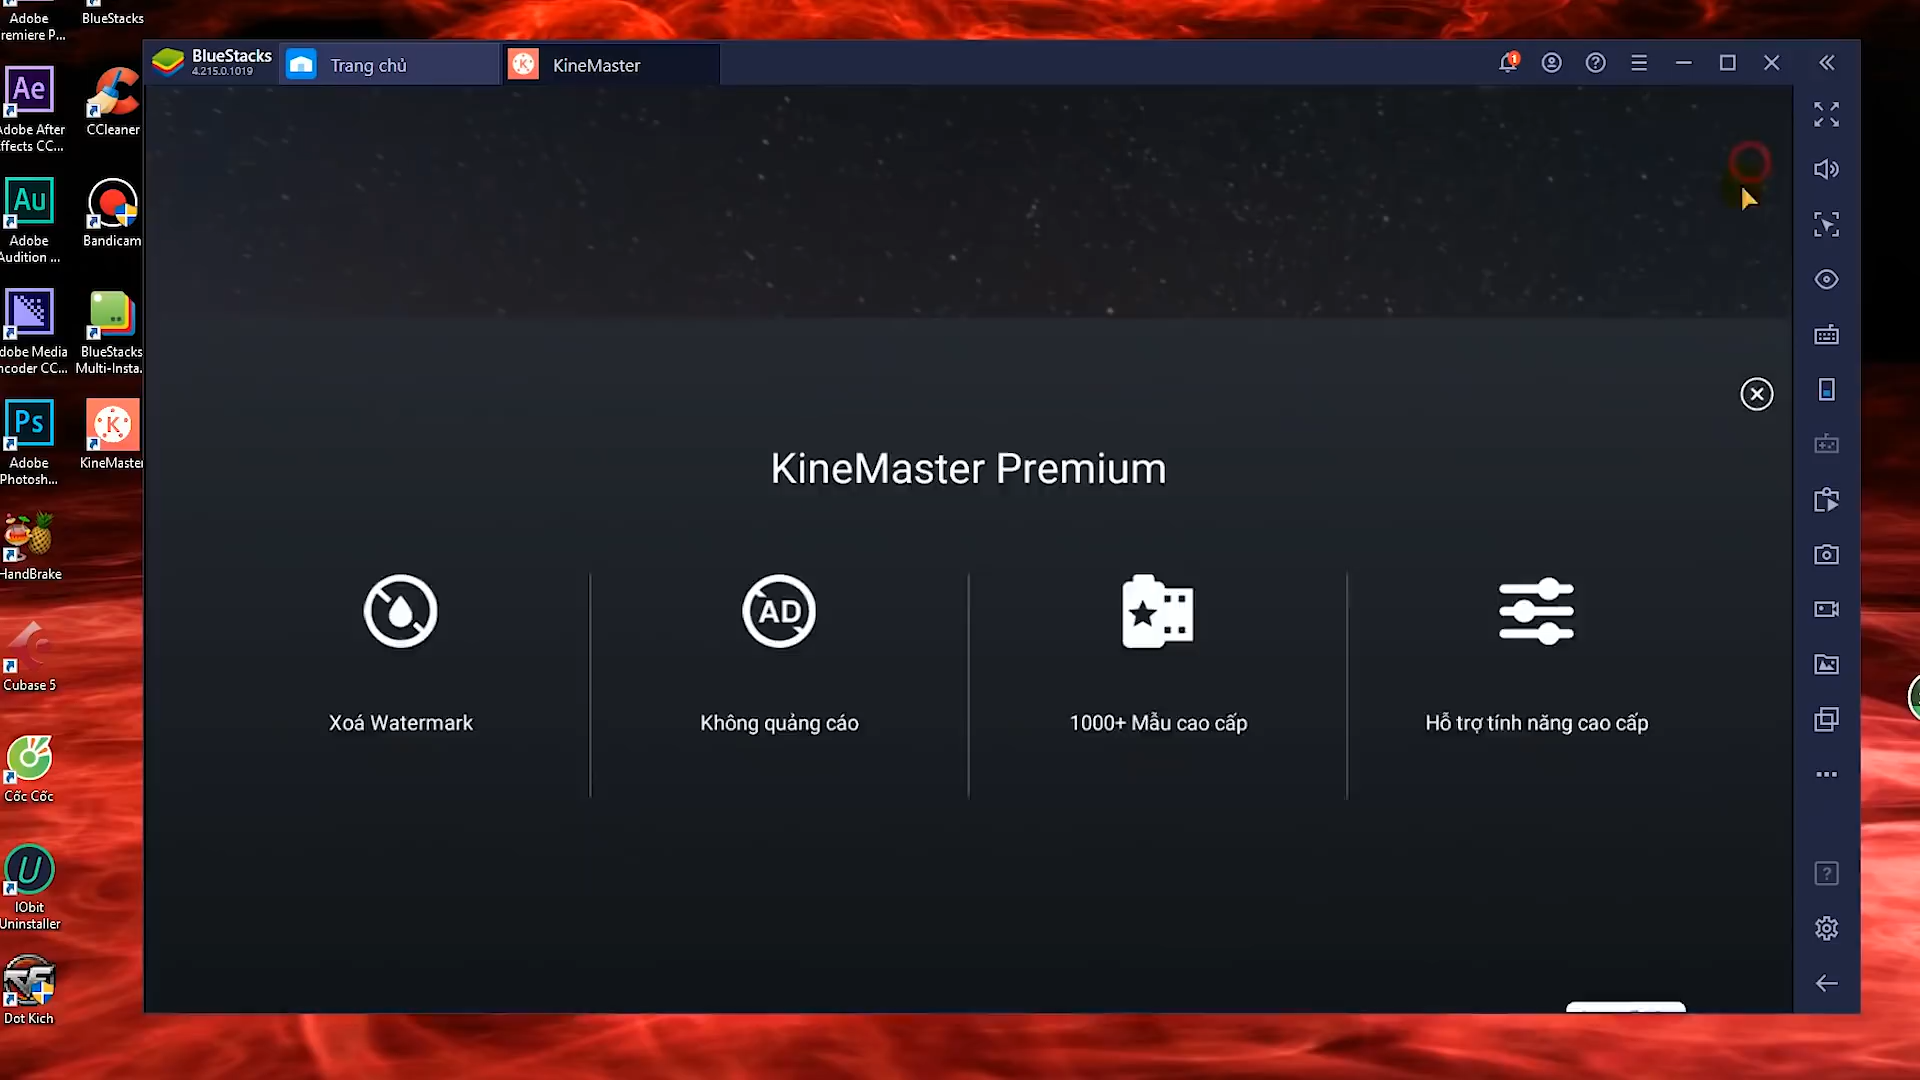 Adobe
remiere P...
BlueStacks
BlueStacks
4.215.0.1019
Trang chủ
KineMaster
1
Ae
Adobe After
ffects CC...
CCleaner
Au
Adobe
Audition ...
Bandicam
dobe Media
ncoder CC...
BlueStacks
Multi-Insta.
Ps
Adobe
Photosh...
K
KineMaster
HandBrake
Cubase 5
Cốc Cốc
U
IObit
Uninstaller
CF
Dot Kich
KineMaster Premium
AD
Xoá Watermark
Không quảng cáo
1000+ Mẫu cao cấp
Hỗ trợ tính năng cao cấp